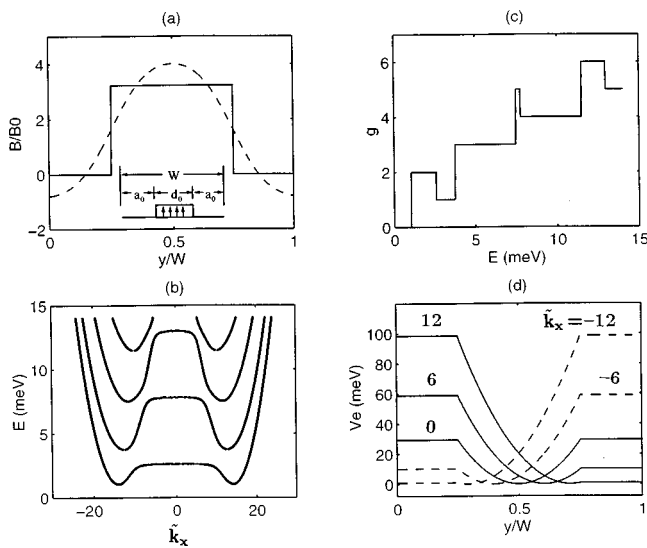 (a)
B/B0
4
2
0
−2
W
a₀ d₀ a₀
0 0.5 1
y/W
(c)
g
6
4
2
0
0 5 10 15
E (meV)
(b)
E (meV)
15
10
5
0
−20 0 20
k̃ₓ
(d)
Ve (meV)
100
80
60
40
20
0
12
6
0
k̃ₓ=−12
−6
0 0.5 1
y/W